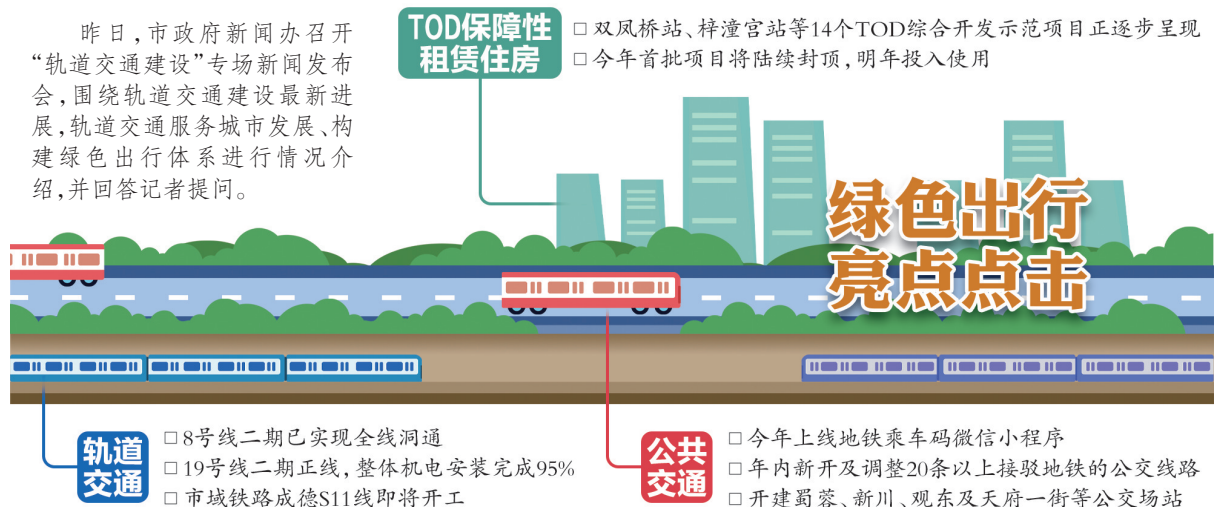 昨日，市政府新闻办召开
“轨道交通建设”专场新闻发布
会，围绕轨道交通建设最新进
展，轨道交通服务城市发展、构
建绿色出行体系进行情况介
绍，并回答记者提问。
TOD保障性
租赁住房
□双凤桥站、梓潼宫站等14个TOD综合开发示范项目正逐步呈现
□今年首批项目将陆续封顶，明年投入使用
绿色出行
亮点点击
轨道
交通
□8号线二期已实现全线洞通
□19号线二期正线，整体机电安装完成95%
□市域铁路成德S11线即将开工
公共
交通
□今年上线地铁乘车码微信小程序
□年内新开及调整20条以上接驳地铁的公交线路
□开建蜀蓉、新川、观东及天府一街等公交场站